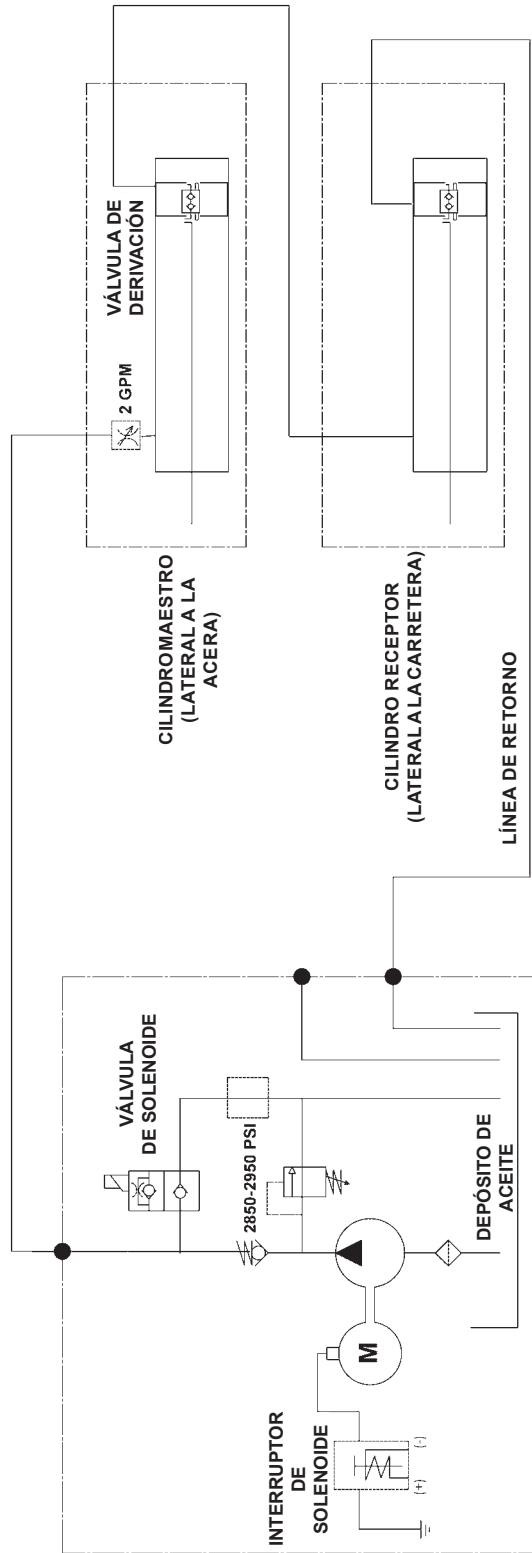 INTERRUPTOR
DE
SOLENOIDE
(+)
(-)
M
VÁLVULA
DE SOLENOIDE
2850-2950 PSI
DEPÓSITO DE
ACEITE
CILINDROMAESTRO
(LATERAL A LA
ACERA)
2 GPM
VÁLVULA DE
DERIVACIÓN
CILINDRO RECEPTOR
(LATERAL A LA CARRETERA)
LÍNEA DE RETORNO